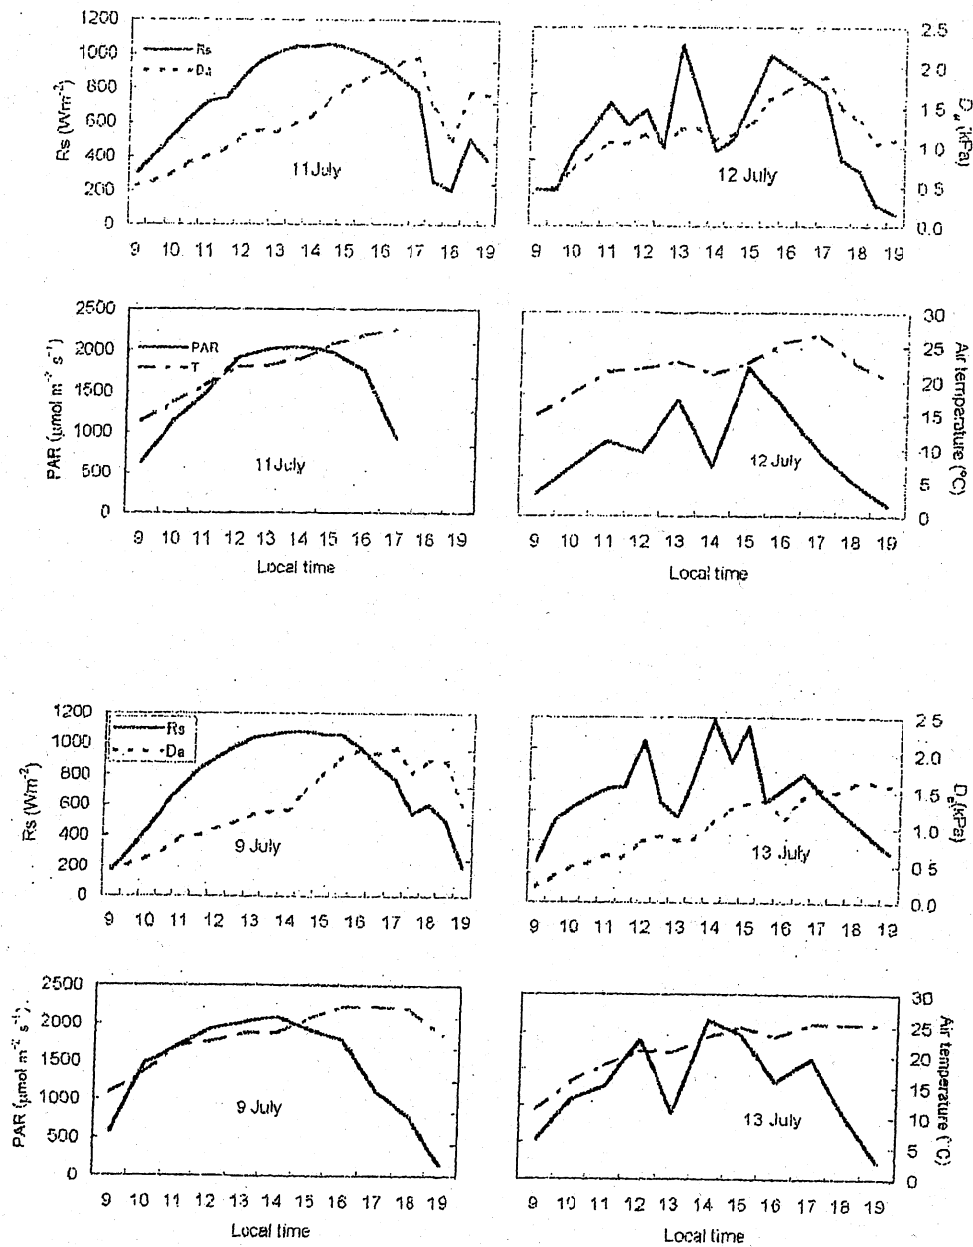 1200
1000
800
600
400
200
0
Rs (Wm⁻²)
Rs
Da
11 July
9 10 11 12 13 14 15 16 17 18 19
2.5
2.0
1.5
1.0
0.5
0.0
(kPa)
12 July
9 10 11 12 13 14 15 16 17 18 19
2500
2000
1500
1000
500
0
PAR (µmol m⁻² s⁻¹)
PAR
T
11 July
9 10 11 12 13 14 15 16 17 19
Local time
30
25
20
15
10
5
0
Air temperature (°C)
12 July
9 10 11 12 13 14 15 17 18 19
Local time
1200
1000
800
600
400
200
0
Rs (Wm⁻²)
Rs
Da
9 July
9 10 11 12 13 14 15 16 17 18 19
2.5
2.0
1.5
1.0
0.5
0.0
(kPa)
13 July
9 10 11 12 13 14 15 16 17 18 19
2500
2000
1500
1000
500
0
PAR (µmol m⁻² s⁻¹)
9 July
9 10 11 12 13 14 15 16 17 18 19
Local time
30
25
20
15
10
5
0
Air temperature (°C)
13 July
9 10 11 12 13 14 15 16 17 18 19
Local time